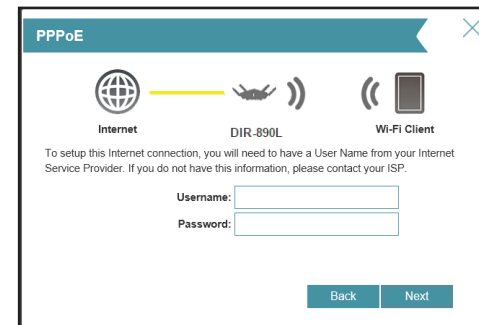 PPPoE
Internet
DIR-890L
Wi-Fi Client
To setup this Internet connection, you will need to have a User Name from your Internet
Service Provider. If you do not have this information, please contact your ISP.
Username:
Password:
Back
Next